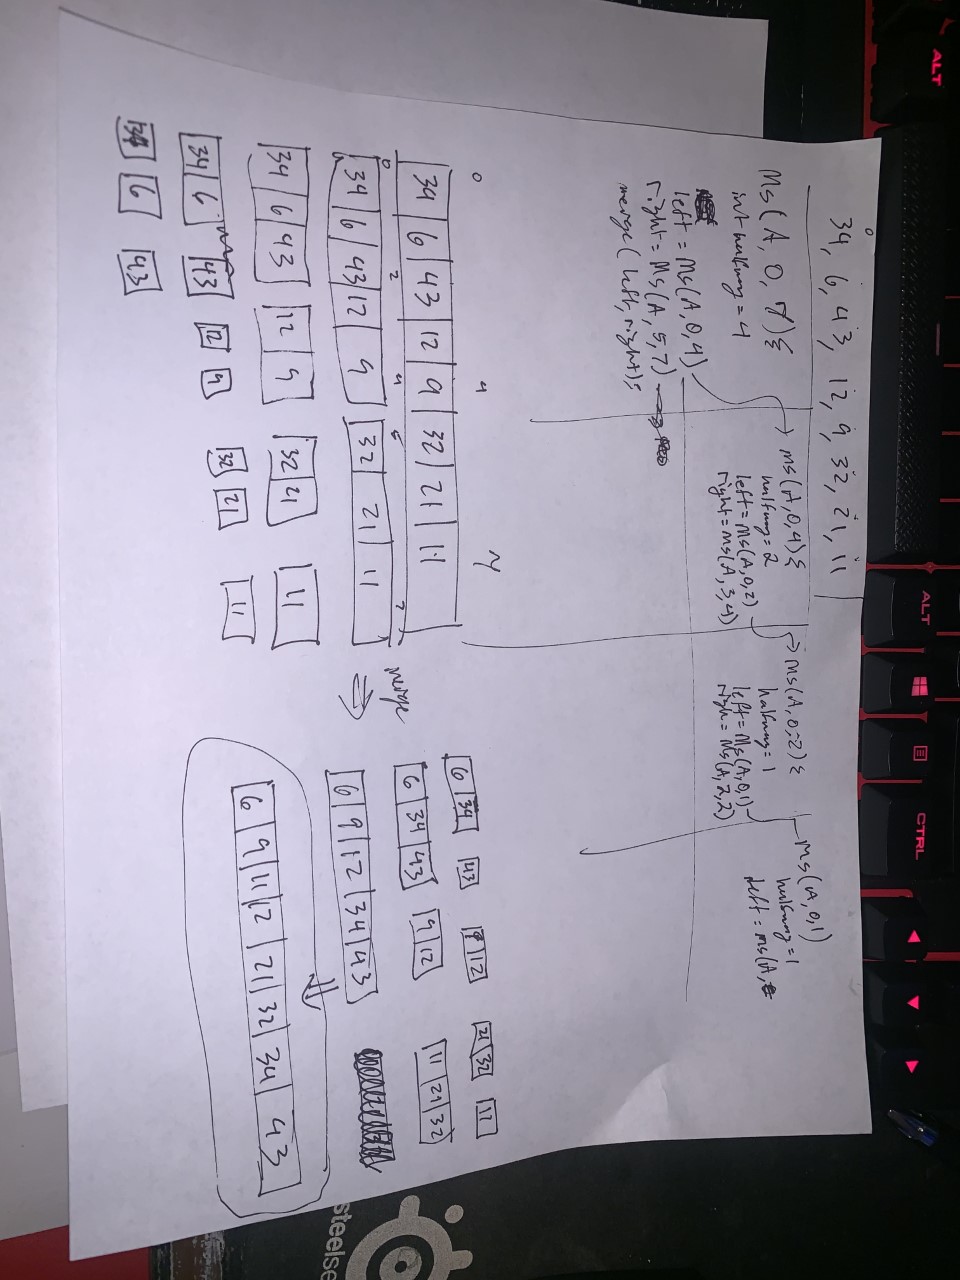 ALT
ALT
CTRL
0
34, 6, 43, 12, 9, 32, 21, 11
Ms(A, 0, 7){
int halfway = 4
left = Ms(A, 0, 4)
right = Ms(A, 5, 7)
merge( left, right);
ms(A, 0, 4){
halfway = 2
left = Ms(A, 0, 2)
right = Ms(A, 3, 4)
Ms(A, 0, 2){
halfway = 1
left = Ms(A, 0, 1)
righ = Ms(A, 2, 2)
Ms(A, 0, 1)
halfway = 1
left = ms(A,
0 4 7
34 6 43 12 9 32 21 11
0 2 4 5 7
34 6 43 12 9 32 21 11
34 6 43 12 9 32 21 11
34 6 43 12 9 32 21 11
34 6 43
merge
6 34 43 9 12 21 32 11
6 34 43 9 12 11 21 32
6 9 12 34 43
6 9 11 12 21 32 34 43
steelse